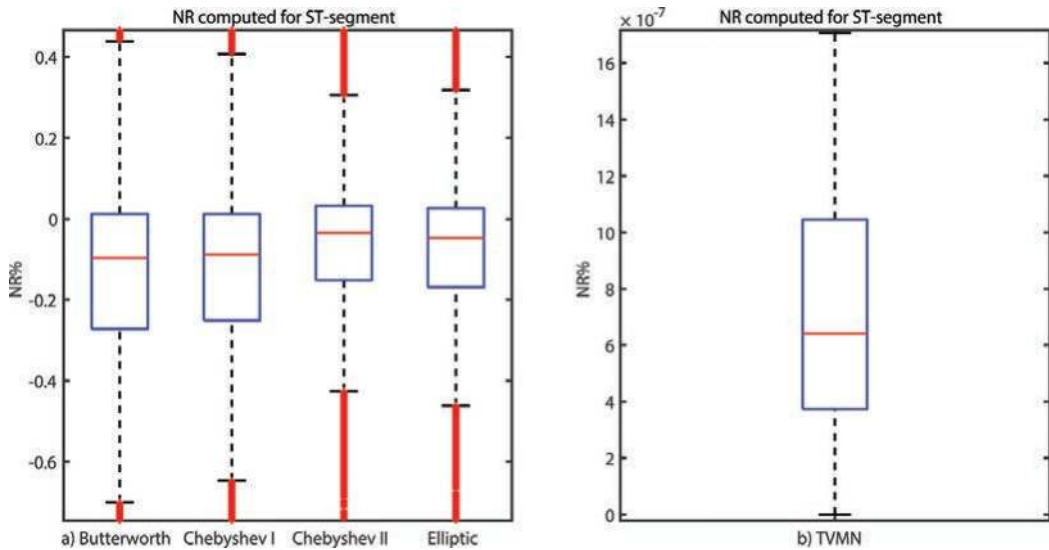 NR computed for ST-segment
0.4
0.2
0
-0.2
-0.4
-0.6
NR%
a) Butterworth Chebyshev I Chebyshev II Elliptic
NR computed for ST-segment
× 10⁻⁷
16
14
12
10
8
6
4
2
0
NR%
b) TVMN